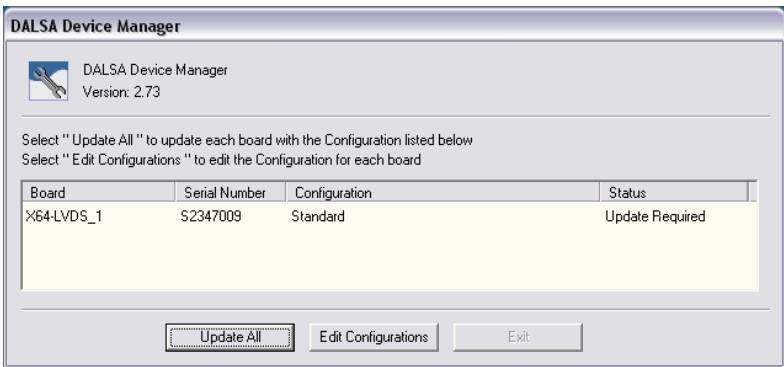 DALSA Device Manager
DALSA Device Manager
Version: 2.73
Select " Update All " to update each board with the Configuration listed below
Select " Edit Configurations " to edit the Configuration for each board
Board Serial Number Configuration Status
X64-LVDS_1 S2347009 Standard Update Required
Update All Edit Configurations Exit